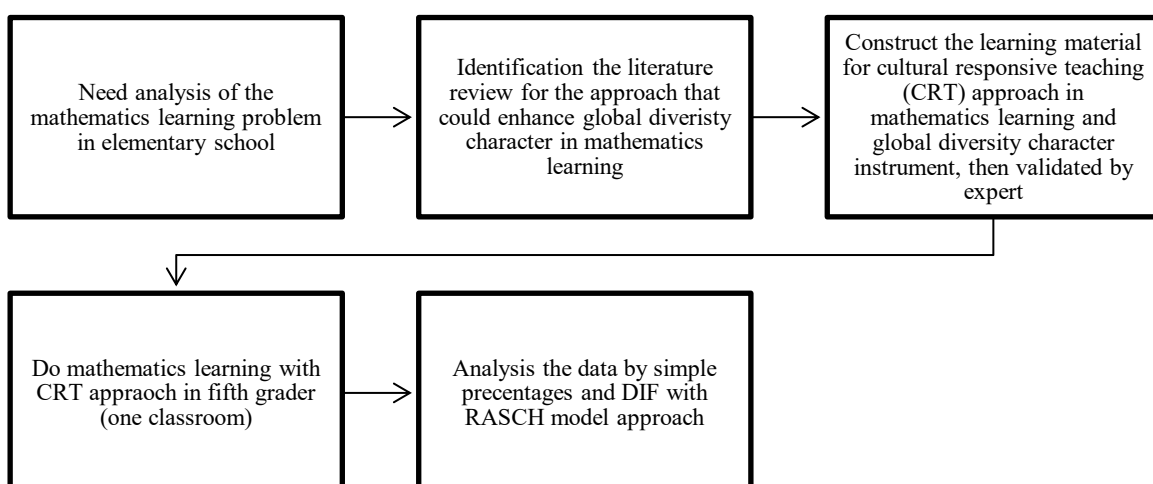 Need analysis of the
mathematics learning problem
in elementary school
Identification the literature
review for the approach that
could enhance global diveristy
character in mathematics
learning
Construct the learning material
for cultural responsive teaching
(CRT) approach in
mathematics learning and
global diversity character
instrument, then validated by
expert
Do mathematics learning with
CRT appraoch in fifth grader
(one classroom)
Analysis the data by simple
precentages and DIF with
RASCH model approach